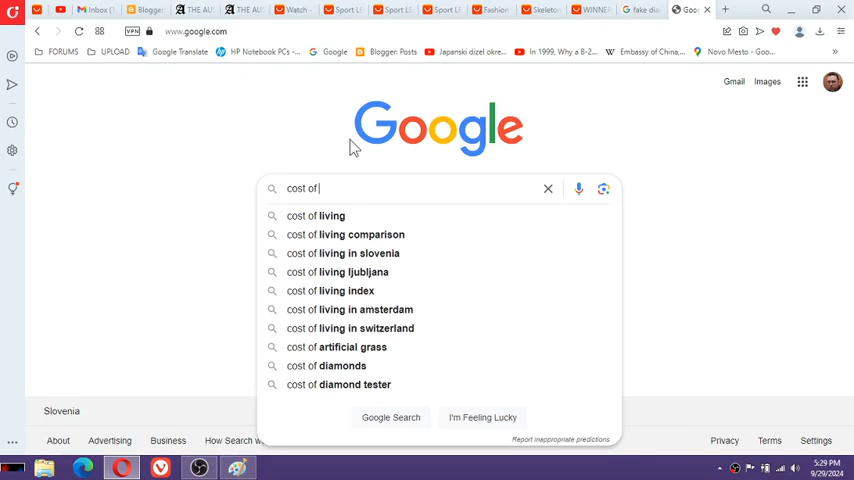 Inbox (1
Blogger:
THE AUS
THE AUS
Watch -
Sport LE
Sport LE
Sport LE
Fashion
Skeleton
WINNER
fake dia
Goo
VPN
www.google.com
FORUMS
UPLOAD
Google Translate
HP Notebook PCs -...
Google
Blogger: Posts
Japanski dizel okre...
In 1999, Why a B-2...
Embassy of Canada,...
Novo Mesto - Goo...
Gmail
Images
Google
cost of
cost of living
cost of living comparison
cost of living in slovenia
cost of living ljubljana
cost of living index
cost of living in amsterdam
cost of living in switzerland
cost of artificial grass
cost of diamonds
cost of diamond tester
Google Search
I'm Feeling Lucky
Report inappropriate predictions
Slovenia
About
Advertising
Business
How Search
Privacy
Terms
Settings
5:29 PM
9/29/2024